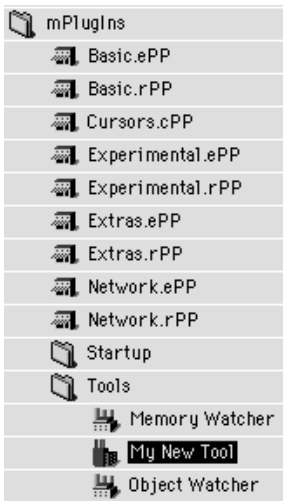 mPlugIns
Basic.ePP
Basic.rPP
Cursors.cPP
Experimental.ePP
Experimental.rPP
Extras.ePP
Extras.rPP
Network.ePP
Network.rPP
Startup
Tools
Memory Watcher
My New Tool
Object Watcher